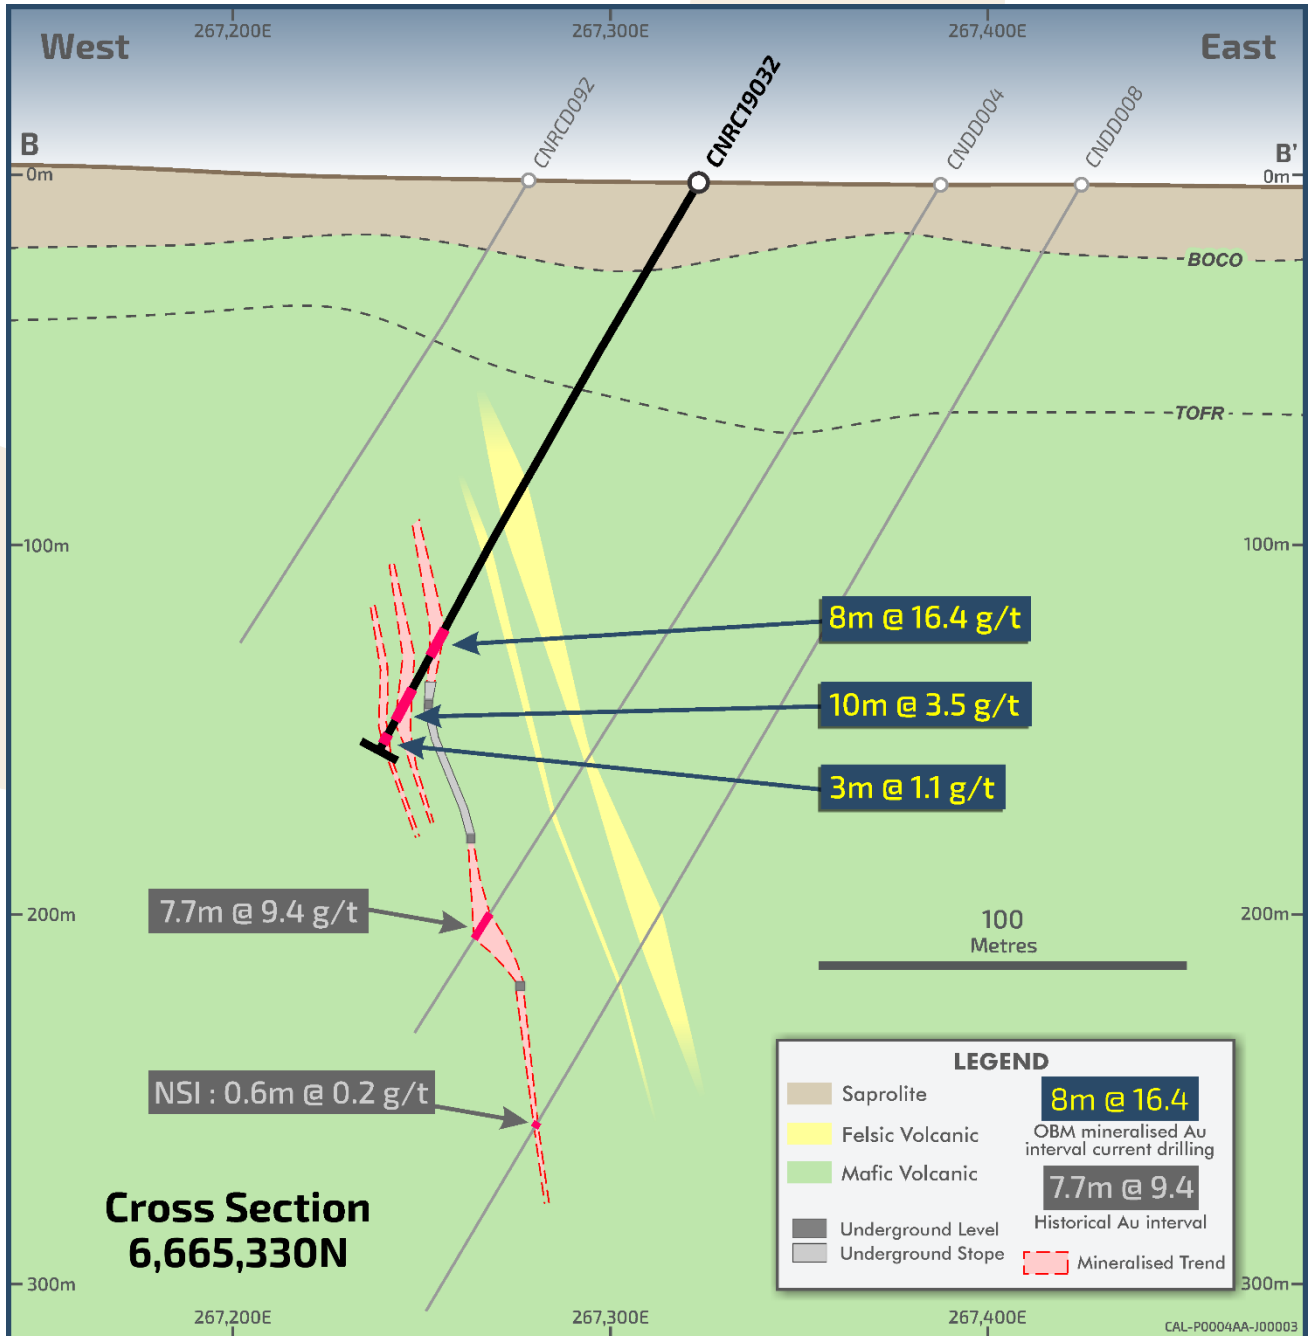 267,200E
267,300E
267,400E
West
East
CNRCD092
CNRC19032
CNDD004
CNDD008
B
B'
0m
0m
BOCO
TOFR
100m
100m
8m @ 16.4 g/t
10m @ 3.5 g/t
3m @ 1.1 g/t
7.7m @ 9.4 g/t
200m
200m
100
Metres
NSI : 0.6m @ 0.2 g/t
LEGEND
Saprolite
Felsic Volcanic
Mafic Volcanic
Underground Level
Underground Stope
8m @ 16.4
OBM mineralised Au
interval current drilling
7.7m @ 9.4
Historical Au interval
Mineralised Trend
Cross Section
6,665,330N
300m
300m
267,200E
267,300E
267,400E
CAL-P0004AA-J00003